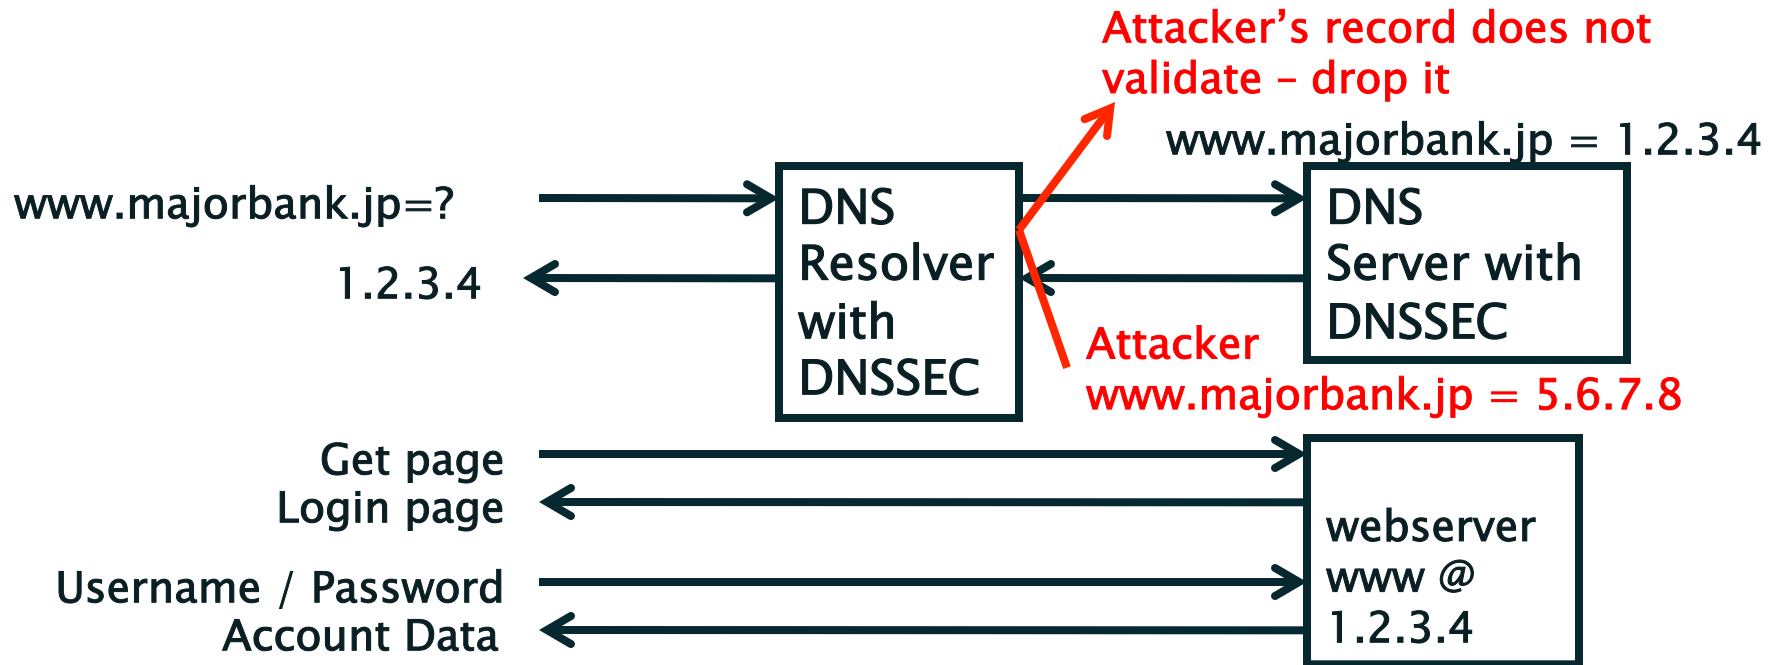 Attacker’s record does not
validate – drop it
www.majorbank.jp = 1.2.3.4
www.majorbank.jp=?
1.2.3.4
DNS
Resolver
with
DNSSEC
DNS
Server with
DNSSEC
Attacker
www.majorbank.jp = 5.6.7.8
Get page
Login page
Username / Password
Account Data
webserver
www @
1.2.3.4